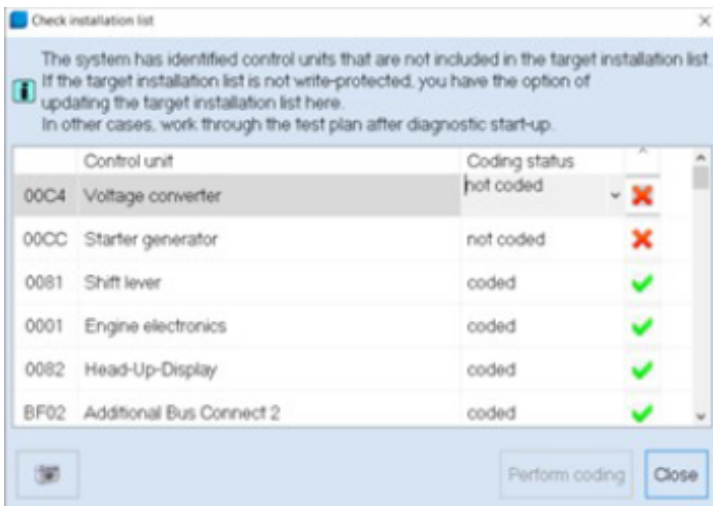 Check installation list
The system has identified control units that are not included in the target installation list.
If the target installation list is not write-protected, you have the option of
updating the target installation list here.
In other cases, work through the test plan after diagnostic start-up.
Control unit Coding status
00C4 Voltage converter not coded
00CC Starter generator not coded
0081 Shift lever coded
0001 Engine electronics coded
0082 Head-Up-Display coded
BF02 Additional Bus Connect 2 coded
Perform coding Close